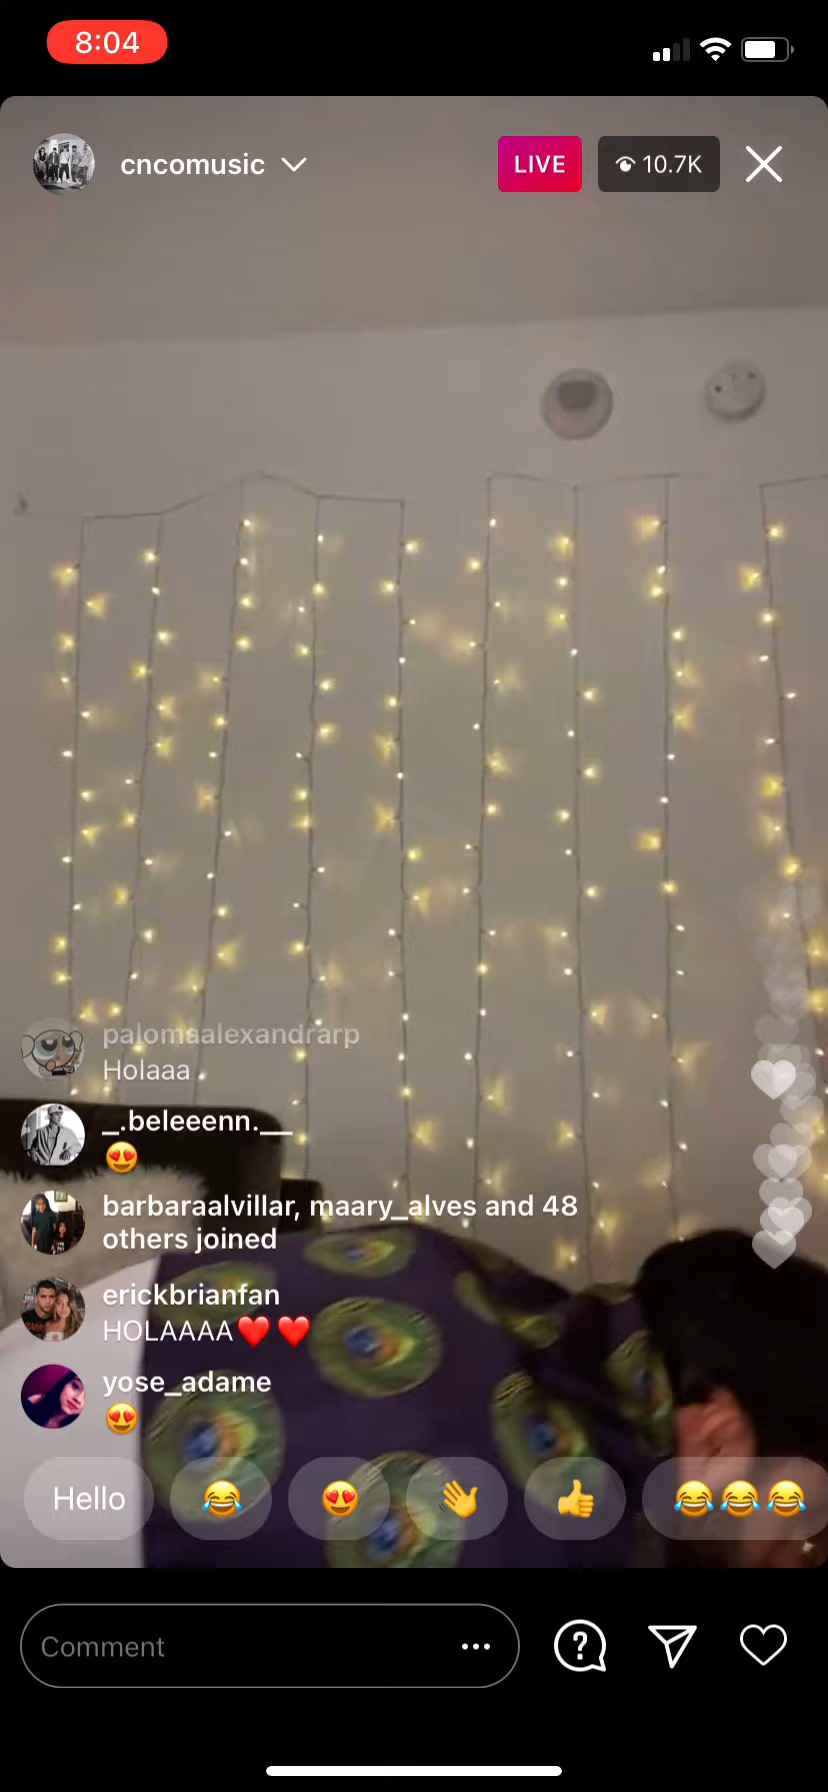 8:04
cncomusic
LIVE
10.7K
palomaalexandrarp
Holaaa
_.beleeenn.__
😍
barbaraalvillar, maary_alves and 48
others joined
erickbrianfan
HOLAAAA❤️❤️
yose_adame
😍
Hello 😂 😍 👋 👍 😂😂😂
Comment